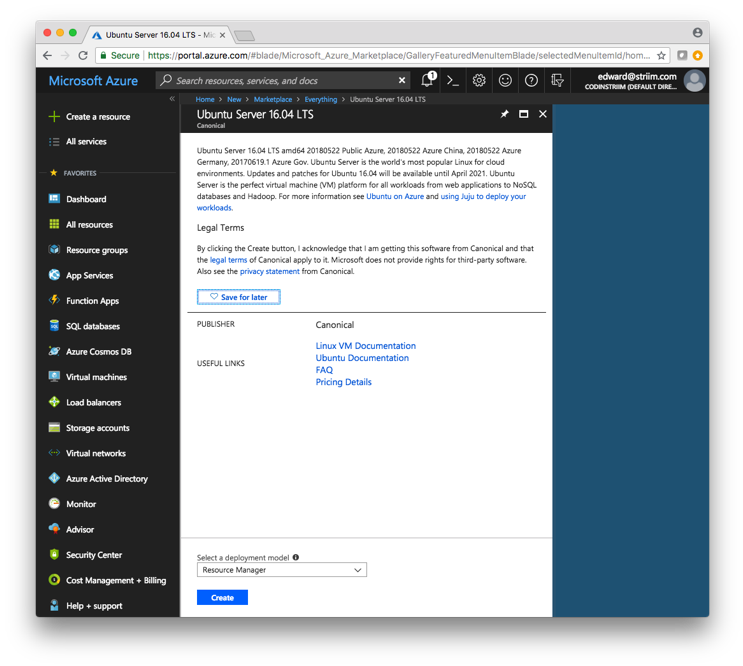 Ubuntu Server 16.04 LTS - Mic
Secure | https://portal.azure.com/#blade/Microsoft_Azure_Marketplace/GalleryFeaturedMenuItemBlade/selectedMenuItemId/hom...
Microsoft Azure
Search resources, services, and docs
1
edward@striim.com
CODINSTRIIM (DEFAULT DIRE...
Create a resource
All services
FAVORITES
Dashboard
All resources
Resource groups
App Services
Function Apps
SQL databases
Azure Cosmos DB
Virtual machines
Load balancers
Storage accounts
Virtual networks
Azure Active Directory
Monitor
Advisor
Security Center
Cost Management + Billing
Help + support
Home > New > Marketplace > Everything > Ubuntu Server 16.04 LTS
Ubuntu Server 16.04 LTS
Canonical
Ubuntu Server 16.04 LTS amd64 20180522 Public Azure, 20180522 Azure China, 20180522 Azure
Germany, 20170619.1 Azure Gov. Ubuntu Server is the world's most popular Linux for cloud
environments. Updates and patches for Ubuntu 16.04 will be available until April 2021. Ubuntu
Server is the perfect virtual machine (VM) platform for all workloads from web applications to NoSQL
databases and Hadoop. For more information see Ubuntu on Azure and using Juju to deploy your
workloads.
Legal Terms
By clicking the Create button, I acknowledge that I am getting this software from Canonical and that
the legal terms of Canonical apply to it. Microsoft does not provide rights for third-party software.
Also see the privacy statement from Canonical.
Save for later
PUBLISHER
Canonical
USEFUL LINKS
Linux VM Documentation
Ubuntu Documentation
FAQ
Pricing Details
Select a deployment model
Resource Manager
Create